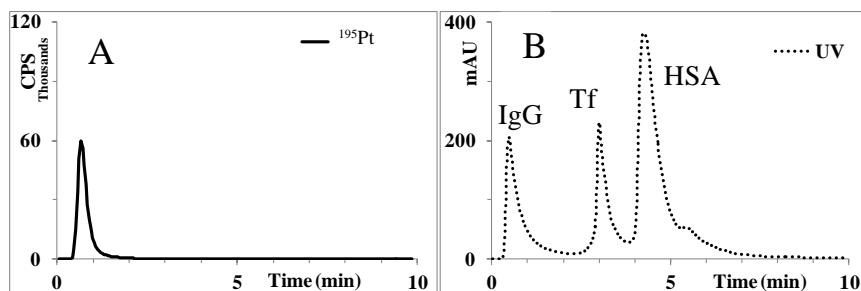 120
A
¹⁹⁵Pt
CPS
Thousands
60
0
0
5
Time (min)
10
400
B
UV
mAU
HSA
Tf
IgG
200
0
0
5
Time (min)
10